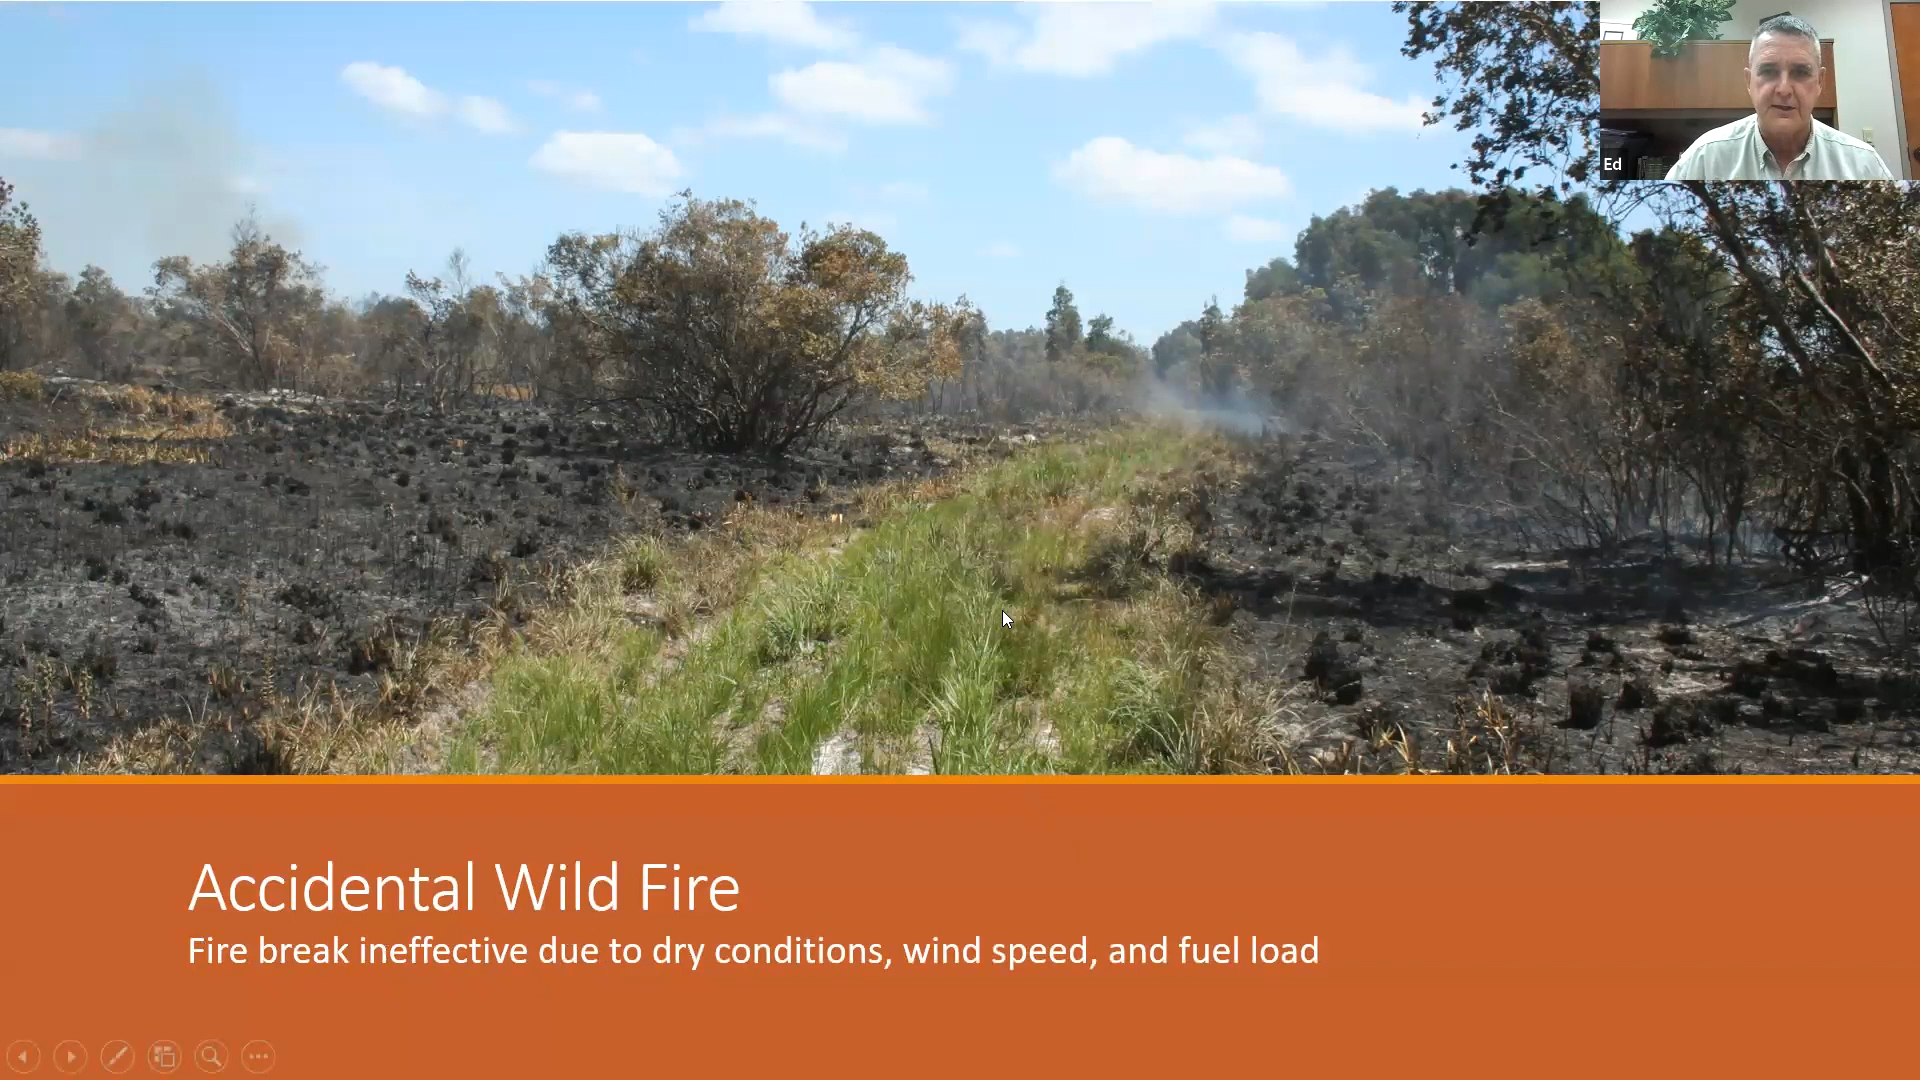 Ed
Accidental Wild Fire
Fire break ineffective due to dry conditions, wind speed, and fuel load